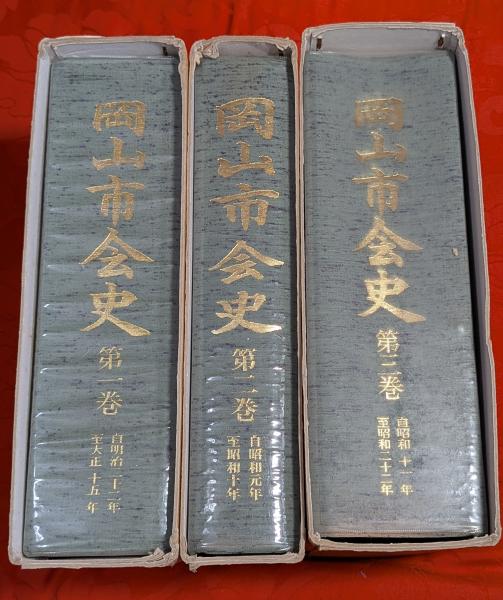 岡山市会史
第一巻
自明治二十二年
至大正十五年
岡山市会史
第二巻
自昭和元年
至昭和十年
岡山市会史
第三巻
自昭和十一年
至昭和二十二年